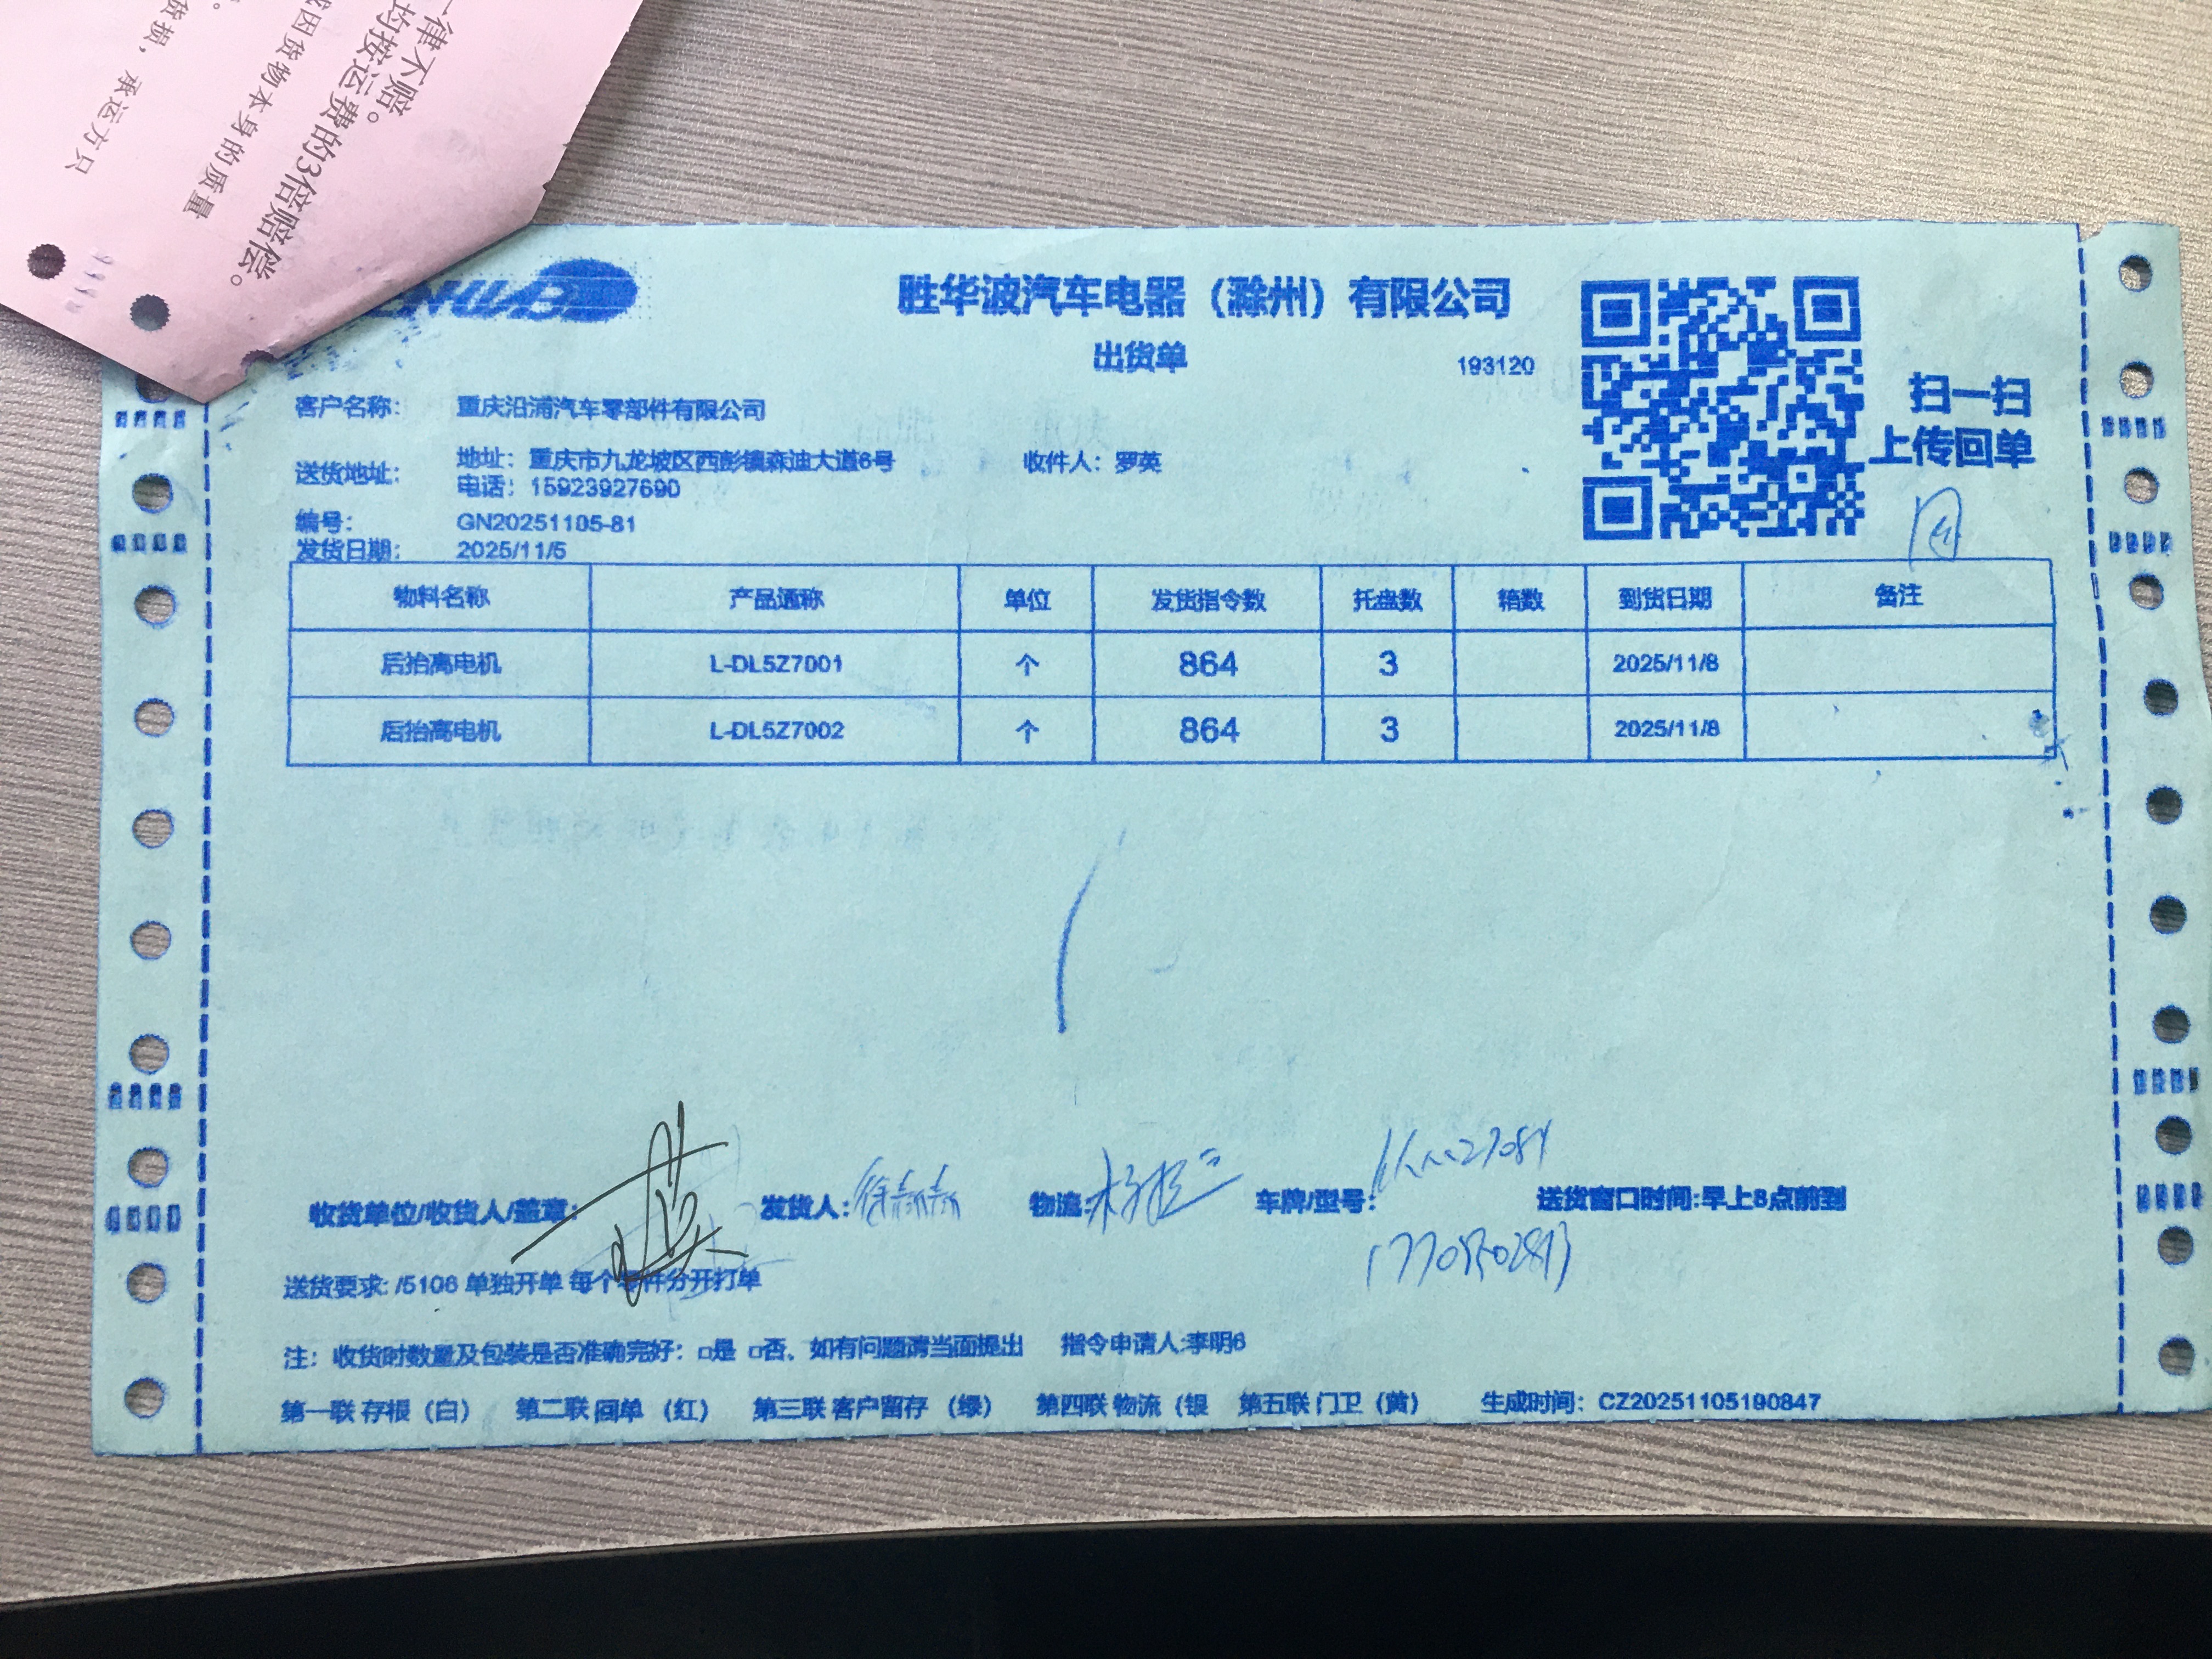 一律不赔。
均按运费的3倍赔偿。
因货物本身的质量
损，承运方只
胜华波汽车电器（滁州）有限公司
出货单
193120
扫一扫
上传回单
客户名称： 重庆沿浦汽车零部件有限公司
送货地址： 地址：重庆市九龙坡区西彭镇森迪大道6号 收件人：罗英
电话：15923927690
编号： GN20251105-81
发货日期： 2025/11/5
物料名称 产品通称 单位 发货指令数 托盘数 箱数 到货日期 备注
后抬高电机 L-DL5Z7001 个 864 3 2025/11/8
后抬高电机 L-DL5Z7002 个 864 3 2025/11/8
收货单位/收货人/盖章： 发货人： 物流： 车牌/型号： 送货窗口时间:早上8点前到
送货要求: /5106 单独开单 每个零件分开打单
注：收货时数量及包装是否准确完好：□是 □否、如有问题请当面提出 指令申请人:李明6
第一联 存根（白） 第二联 回单 （红） 第三联 客户留存 （绿） 第四联 物流（银 第五联 门卫（黄） 生成时间：CZ20251105190847